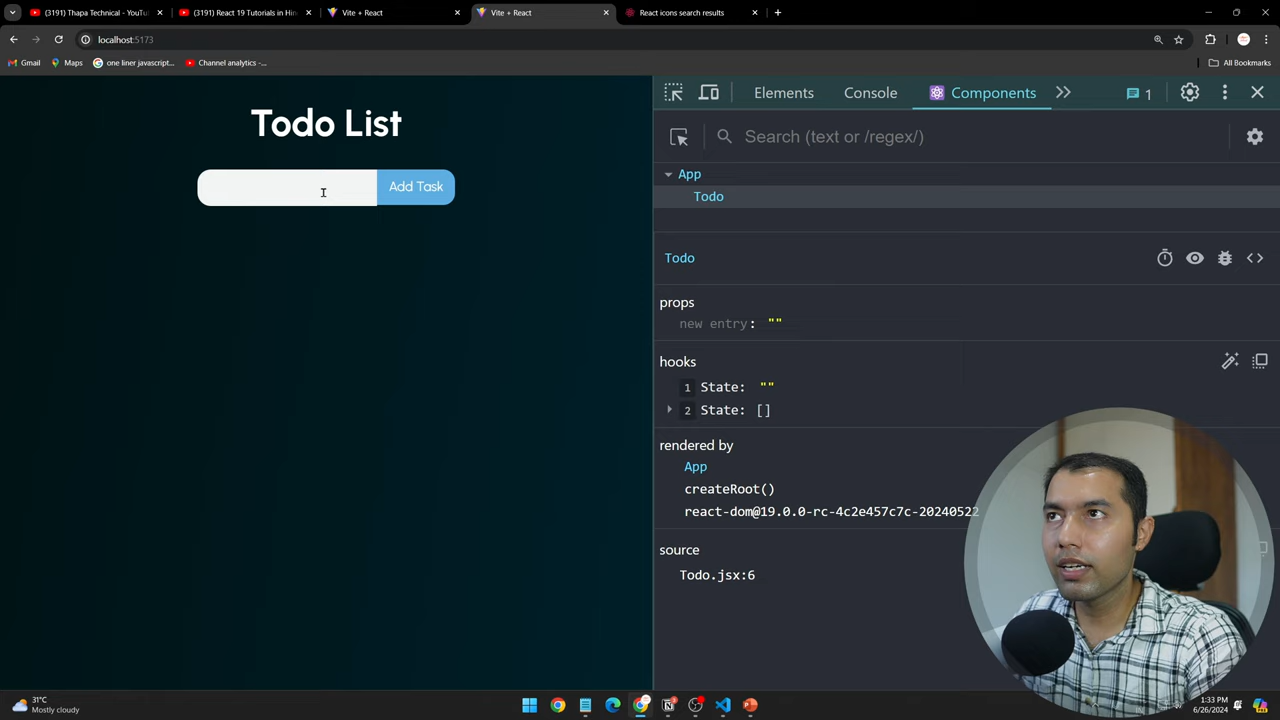 (3191) Thapa Technical - YouTu
(3191) React 19 Tutorials in Hin
Vite + React
Vite + React
React icons search results
localhost:5173
Gmail
Maps
one liner javascript...
Channel analytics -...
All Bookmarks
Todo List
Add Task
Elements
Console
Components
1
Search (text or /regex/)
App
Todo
Todo
props
new entry: ""
hooks
1 State: ""
2 State: []
rendered by
App
createRoot()
react-dom@19.0.0-rc-4c2e457c7c-20240522
source
Todo.jsx:6
31°C
Mostly cloudy
1:33 PM
6/26/2024